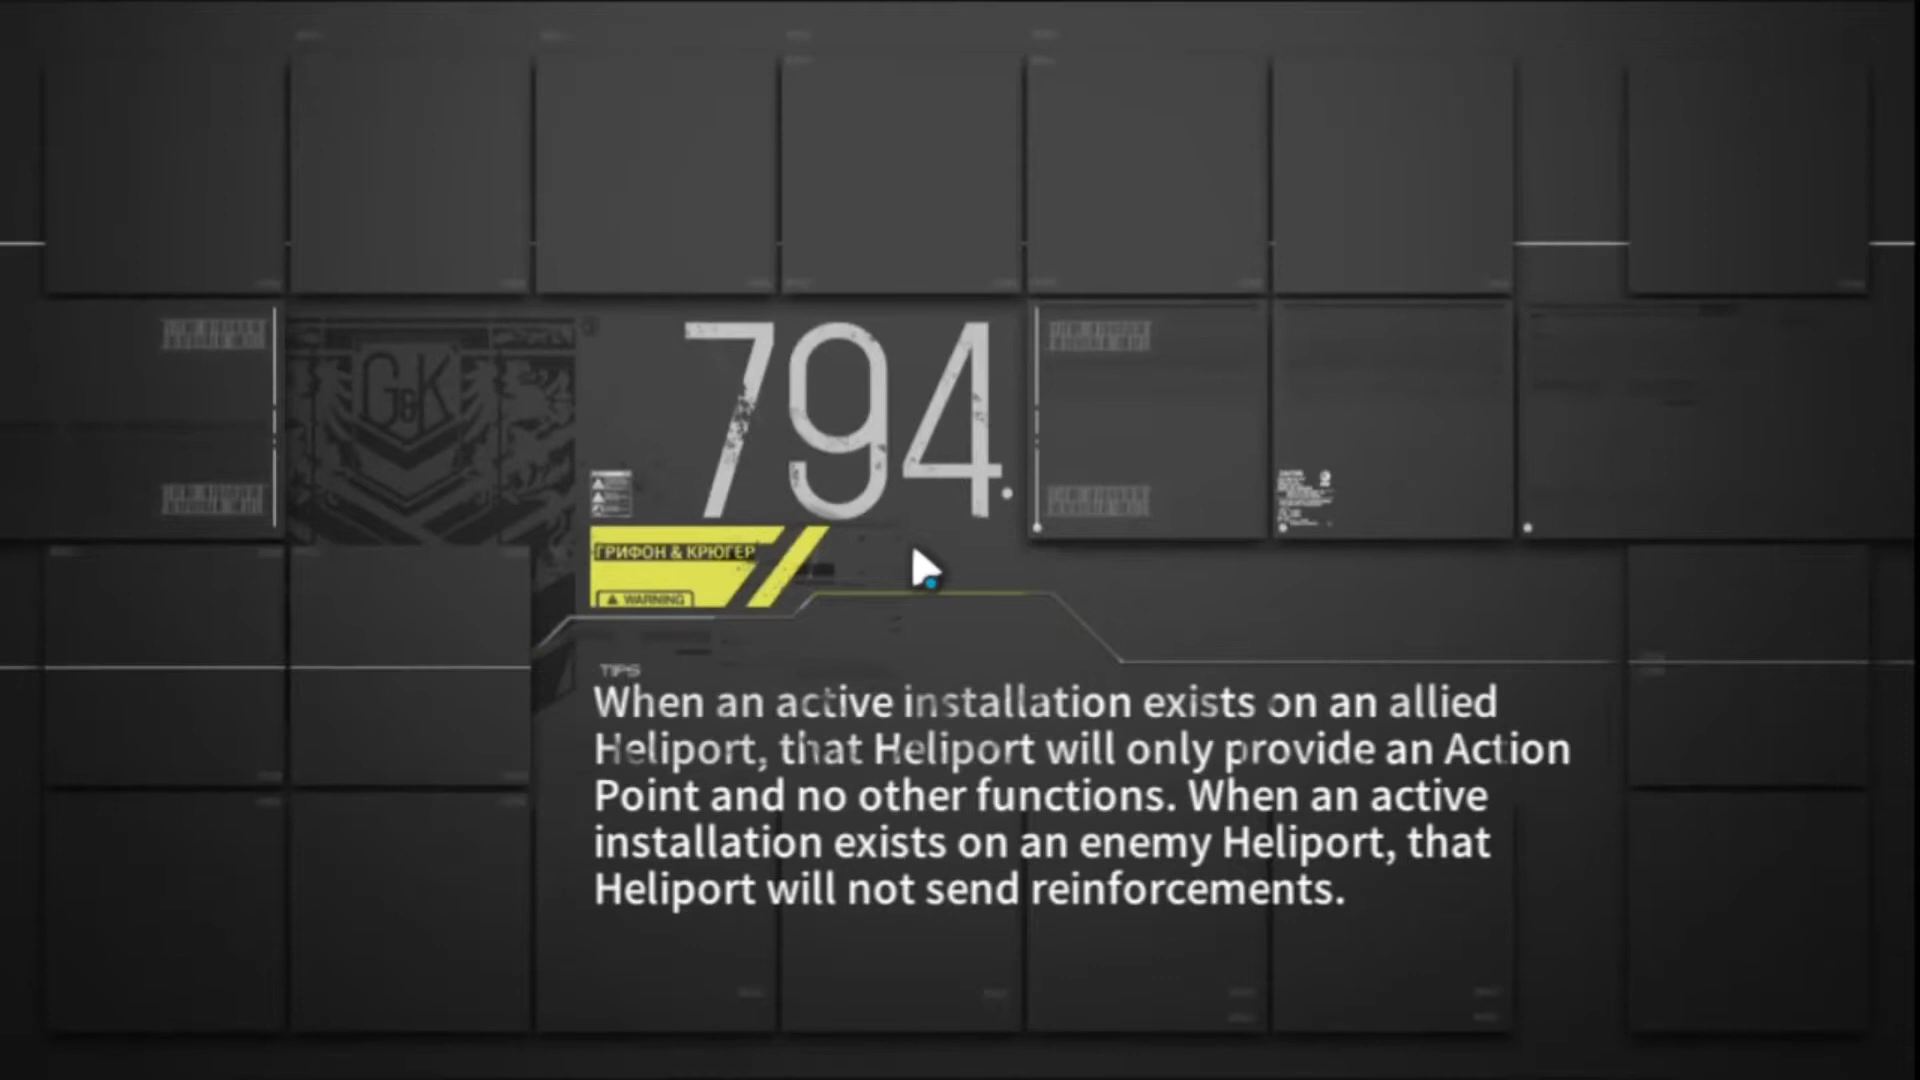 G&K
794.
ГРИФОН & КРЮГЕР
WARNING
TIPS
When an active installation exists on an allied
Heliport, that Heliport will only provide an Action
Point and no other functions. When an active
installation exists on an enemy Heliport, that
Heliport will not send reinforcements.